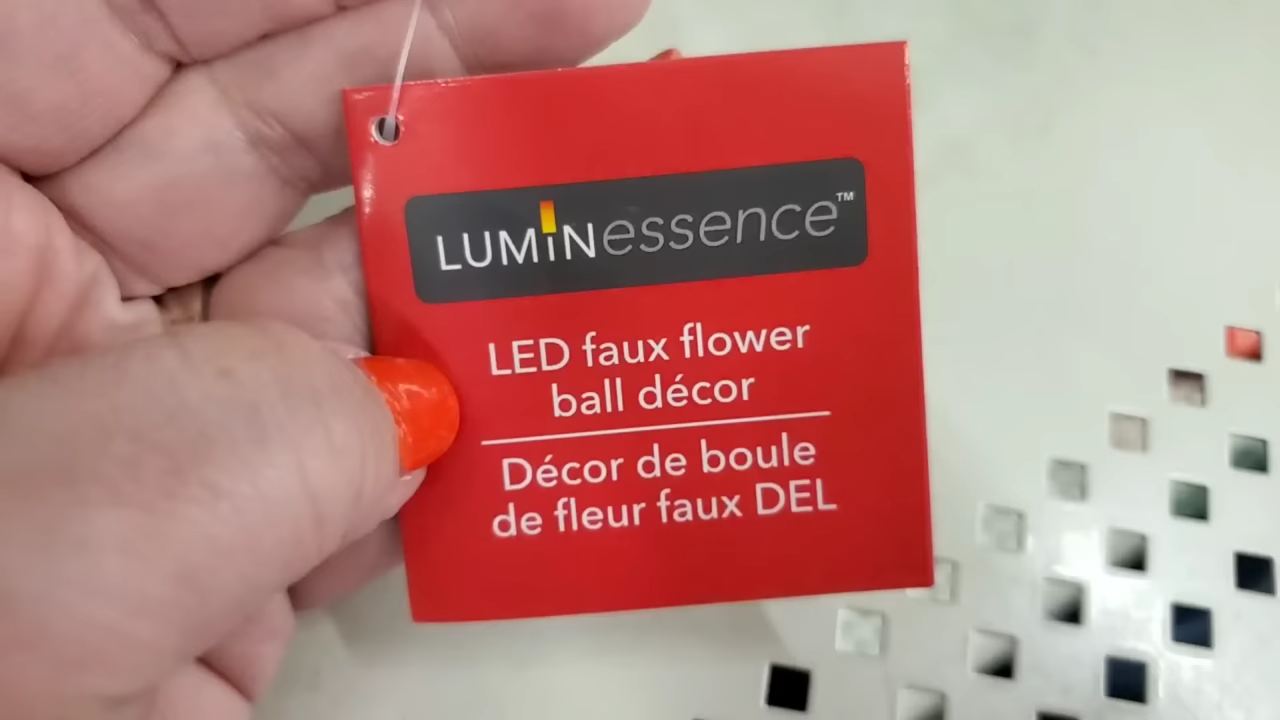 LUMiNessence™
LED faux flower
ball décor
Décor de boule
de fleur faux DEL